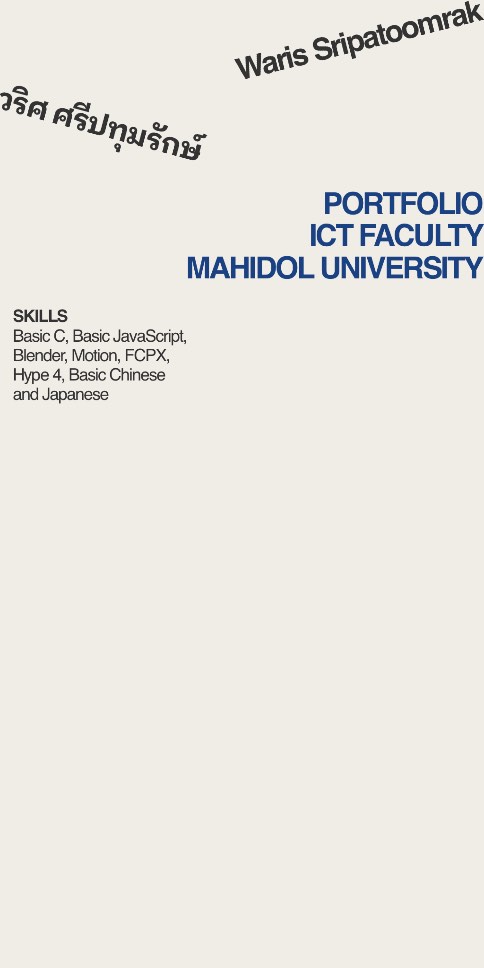 Waris Sripatoomrak
วริศ ศรีปทุมรักษ์
PORTFOLIO
ICT FACULTY
MAHIDOL UNIVERSITY
SKILLS
Basic C, Basic JavaScript,
Blender, Motion, FCPX,
Hype 4, Basic Chinese
and Japanese